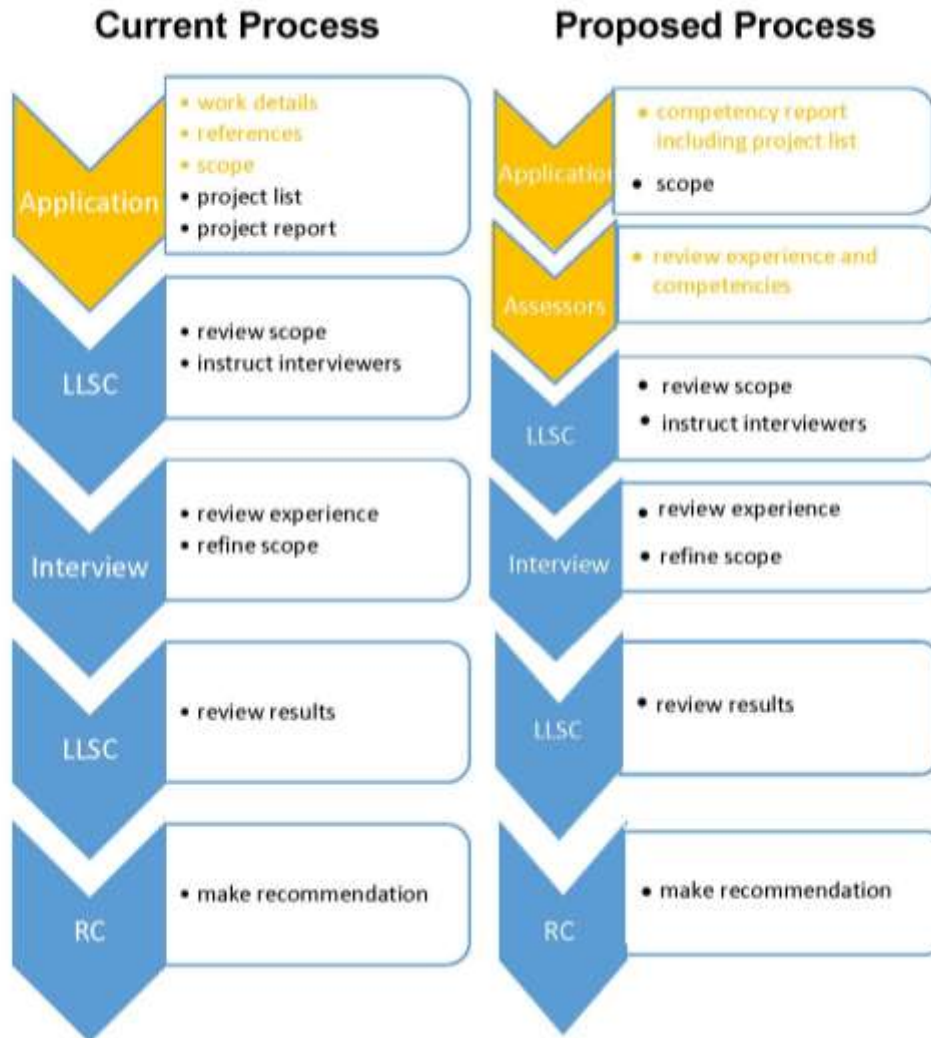 Current Process
Application
• work details
• references
• scope
• project list
• project report
LLSC
• review scope
• instruct interviewers
Interview
• review experience
• refine scope
LLSC
• review results
RC
• make recommendation
Proposed Process
Application
• competency report
including project list
• scope
Assessors
• review experience and
competencies
LLSC
• review scope
• instruct interviewers
Interview
• review experience
• refine scope
LLSC
• review results
RC
• make recommendation